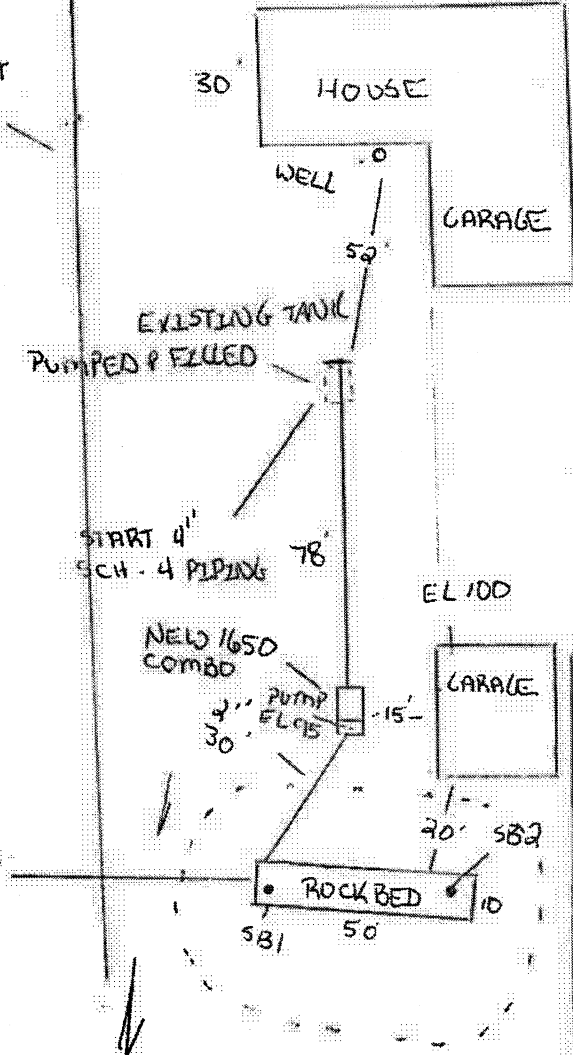 30'
HOUSE
WELL
GARAGE
52'
EXISTING TANK
PUMPED & FILLED
START 4"
SCH - 4 PIPING
78'
EL 100
NEW 1650
COMBO
GARAGE
PUMP
EL 95
15'
2"
30'
20'
SB2
ROCK BED
10
SB1
50'